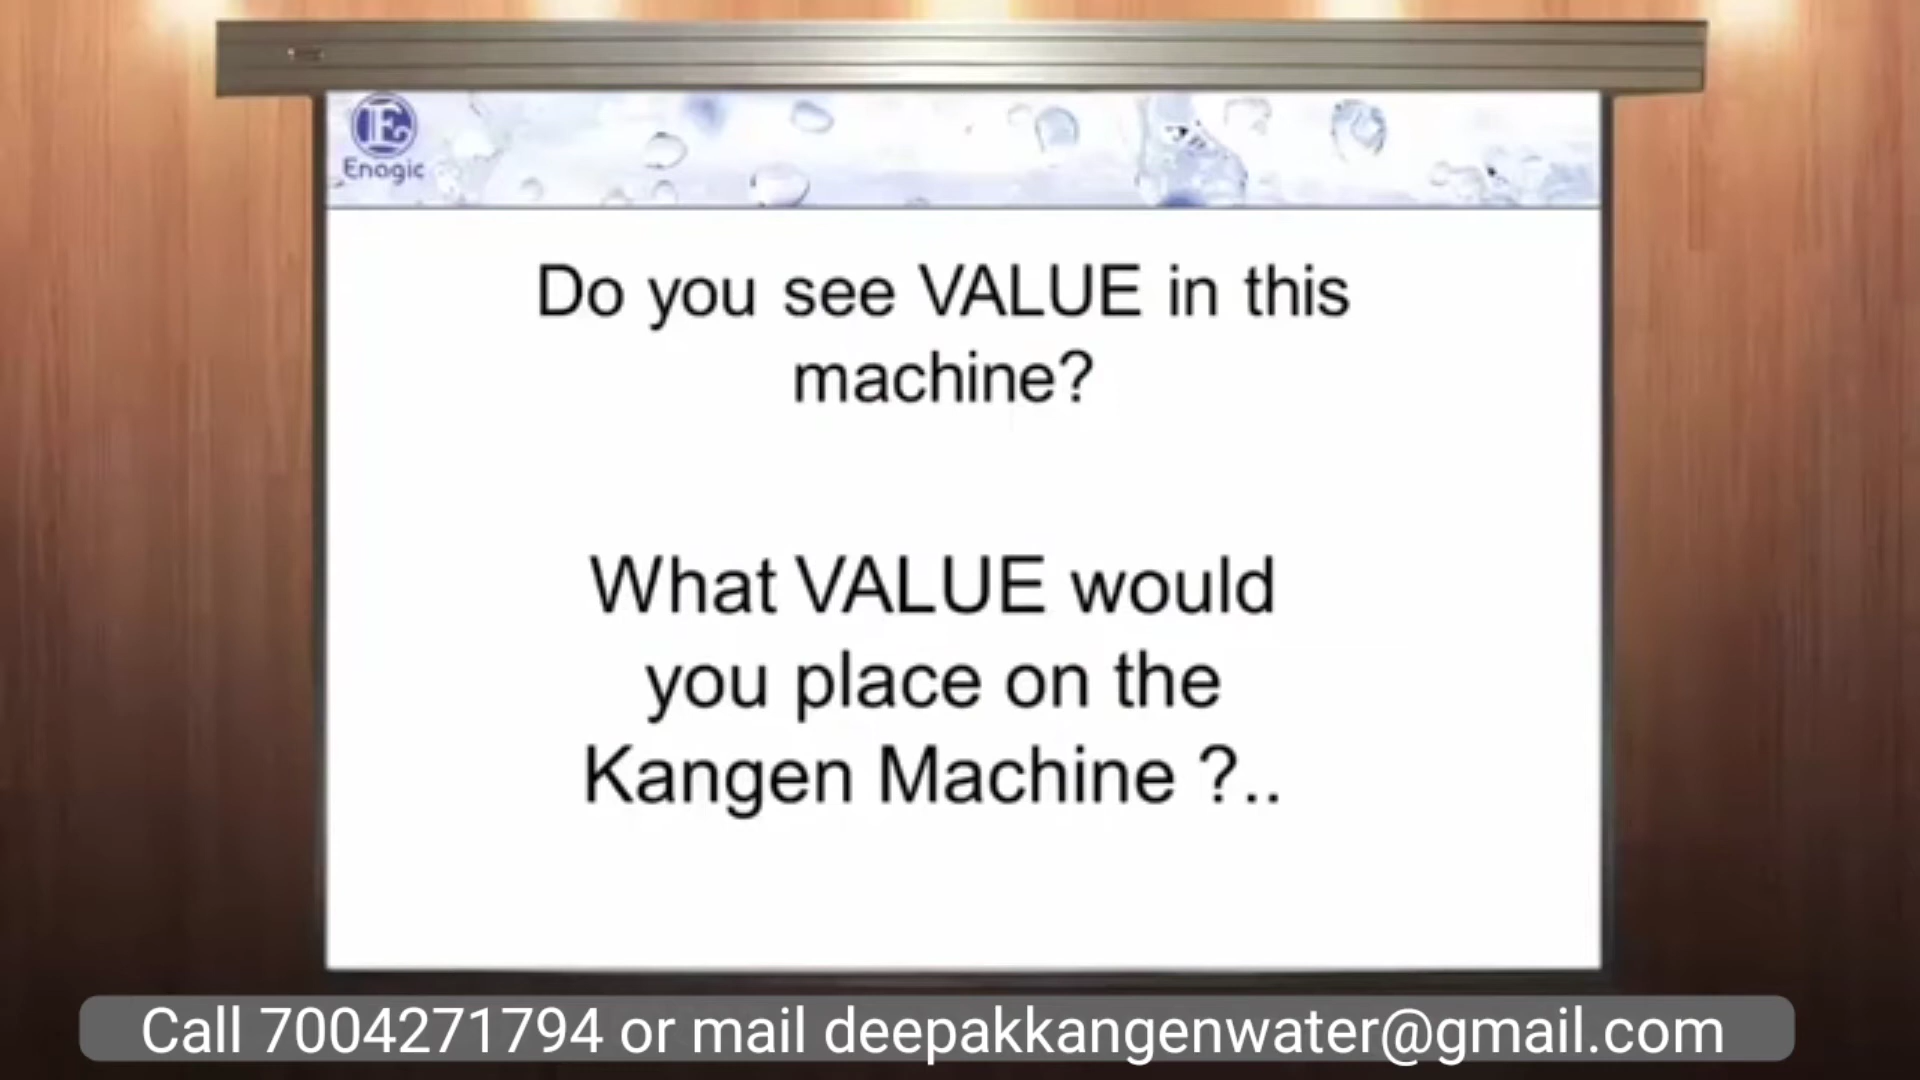 Enagic
Do you see VALUE in this
machine?
What VALUE would
you place on the
Kangen Machine ?..
Call 7004271794 or mail deepakkangenwater@gmail.com